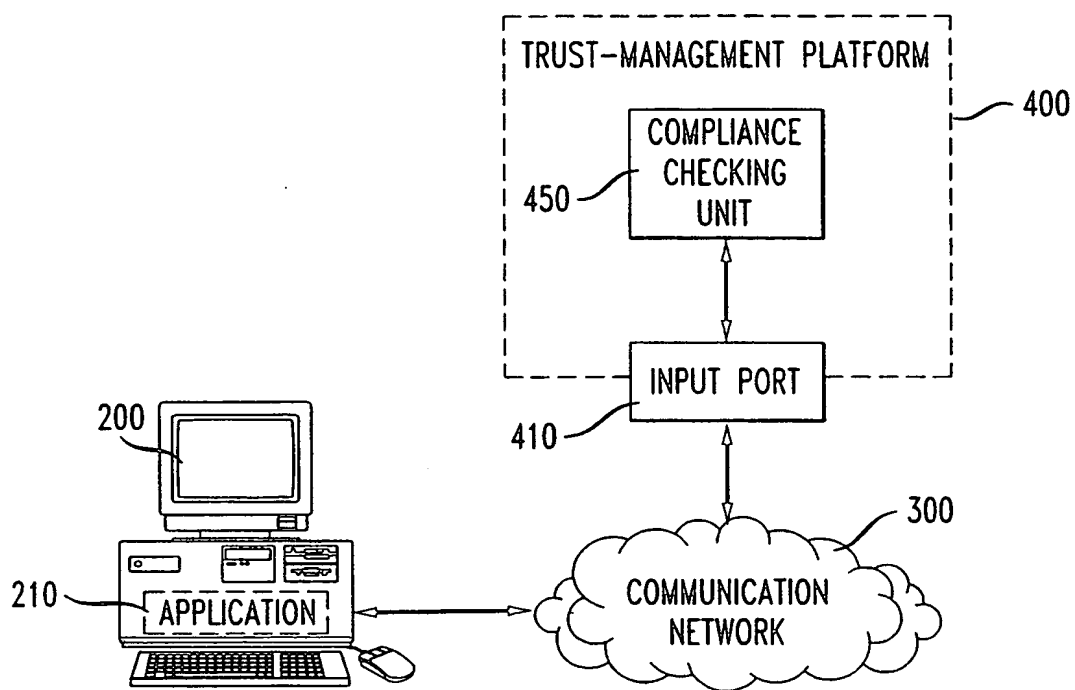 TRUST-MANAGEMENT PLATFORM
400
COMPLIANCE
CHECKING
UNIT
450
INPUT PORT
410
200
300
210
APPLICATION
COMMUNICATION
NETWORK